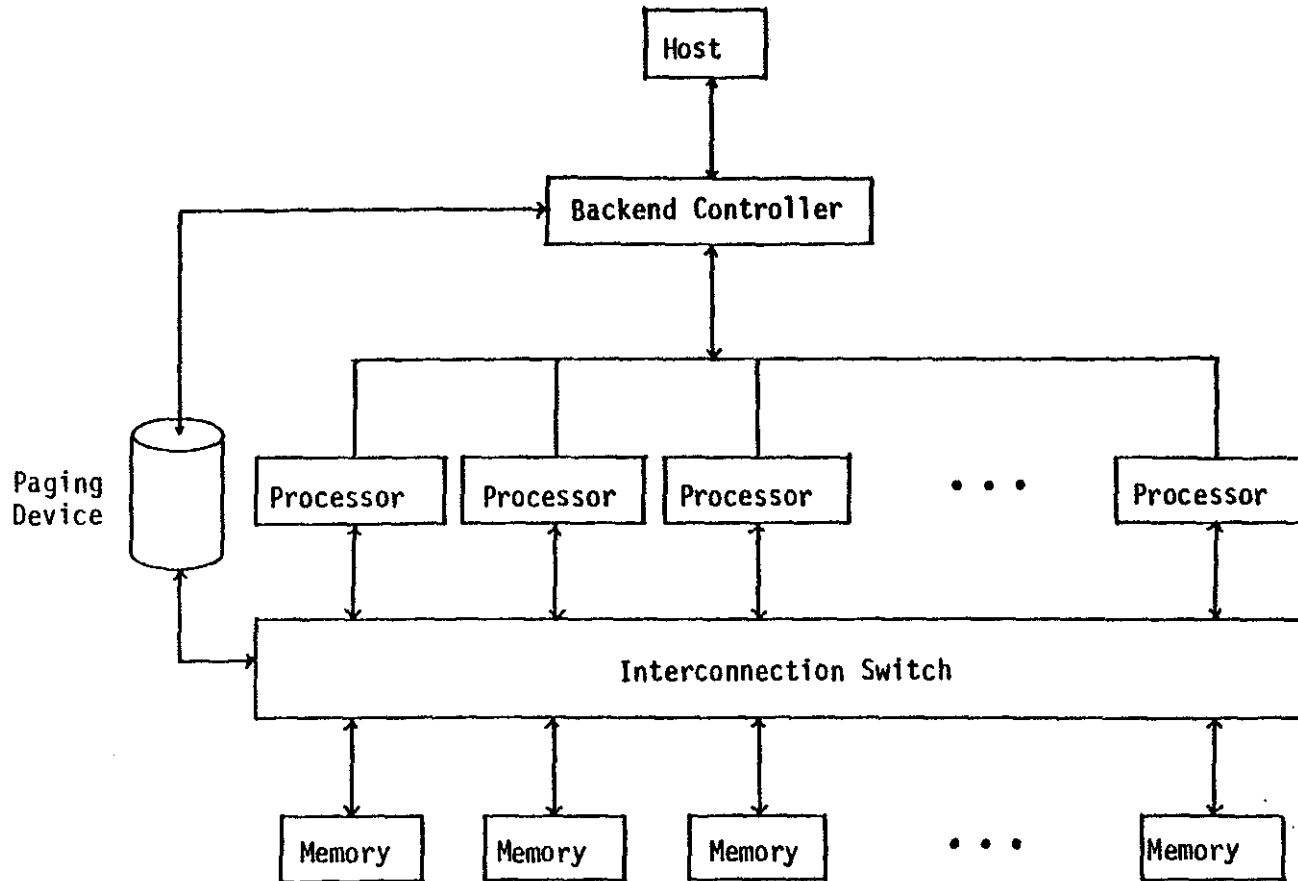 Host
Backend Controller
Paging
Device
Processor
Processor
Processor
• • •
Processor
Interconnection Switch
Memory
Memory
Memory
• • •
Memory